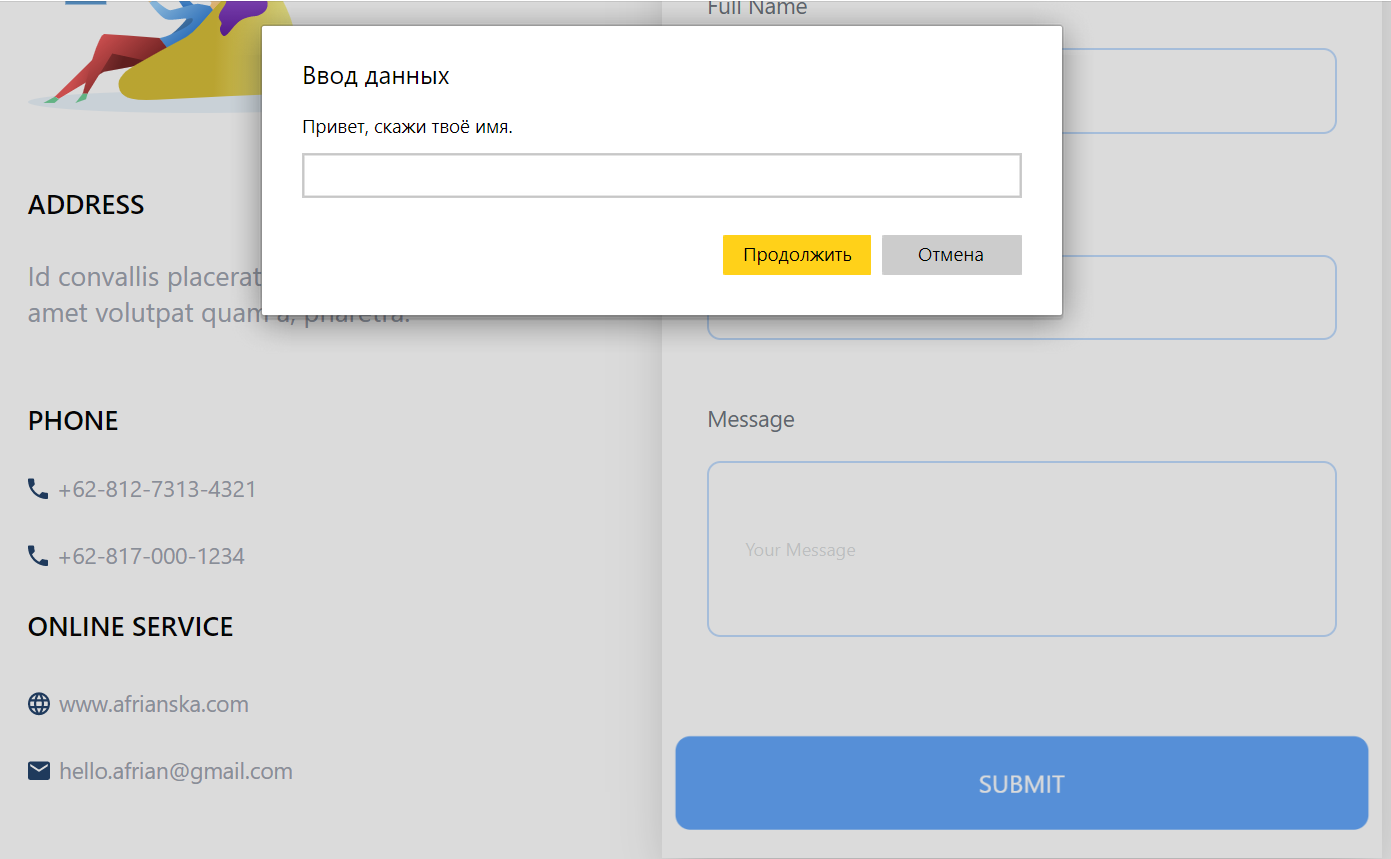 Full Name
Ввод данных
Привет, скажи твоё имя.
Продолжить
Отмена
ADDRESS
Id convallis placerat
amet volutpat quam a, pharetra.
PHONE
+62-812-7313-4321
+62-817-000-1234
ONLINE SERVICE
www.afrianska.com
hello.afrian@gmail.com
Message
Your Message
SUBMIT